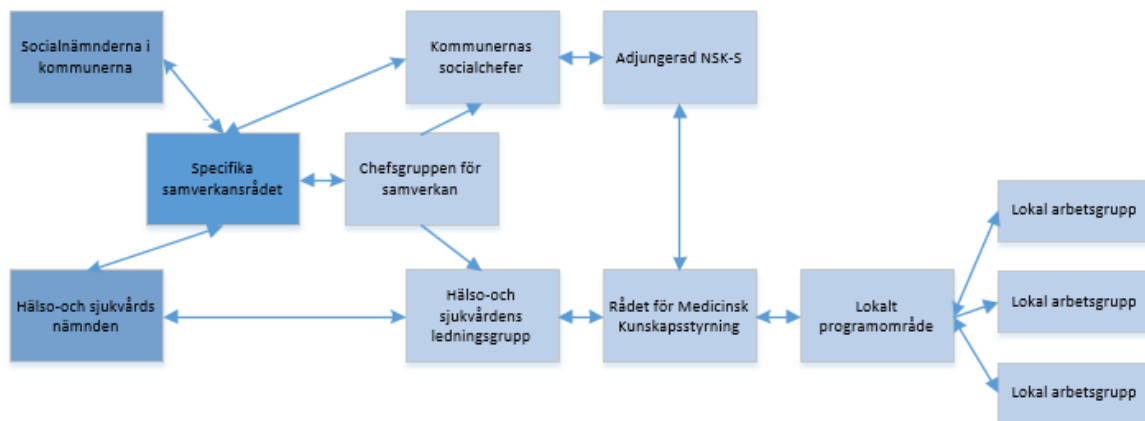 Socialnämnderna i
kommunerna
Kommunernas
socialchefer
Adjungerad NSK-S
Specifika
samverkansrådet
Chefsgruppen för
samverkan
Lokal arbetsgrupp
Hälso-och sjukvårds
nämnden
Hälso-och
sjukvårdens
ledningsgrupp
Rådet för Medicinsk
Kunskapsstyrning
Lokalt
programområde
Lokal arbetsgrupp
Lokal arbetsgrupp